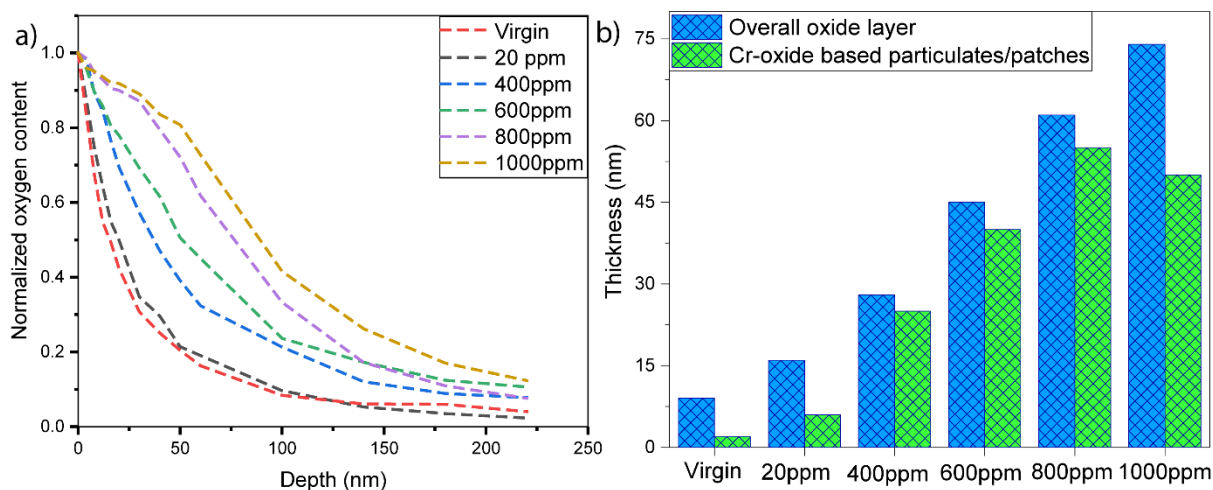 a)
Normalized oxygen content
1.0
0.8
0.6
0.4
0.2
0.0
0
50
100
150
200
250
Depth (nm)
Virgin
20 ppm
400ppm
600ppm
800ppm
1000ppm
b)
Overall oxide layer
Cr-oxide based particulates/patches
Thickness (nm)
75
60
45
30
15
0
Virgin
20ppm
400ppm
600ppm
800ppm
1000ppm